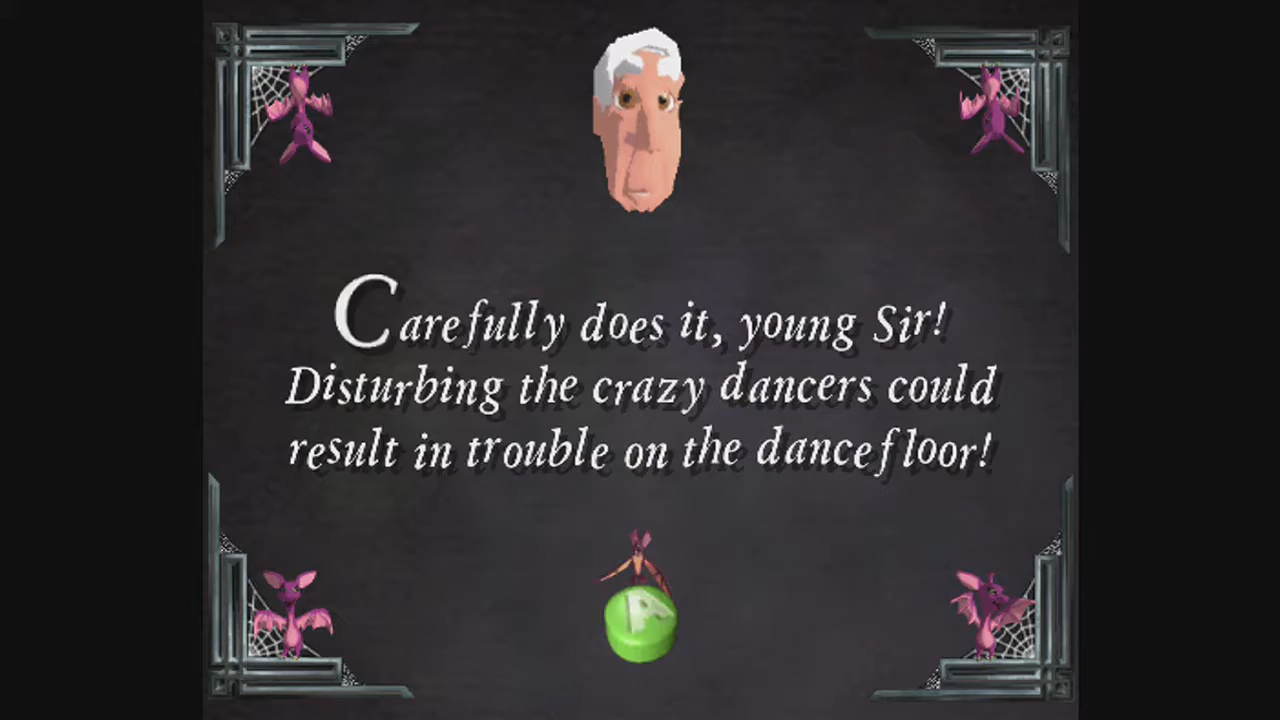 Carefully does it, young Sir!
Disturbing the crazy dancers could
result in trouble on the dancefloor!
A